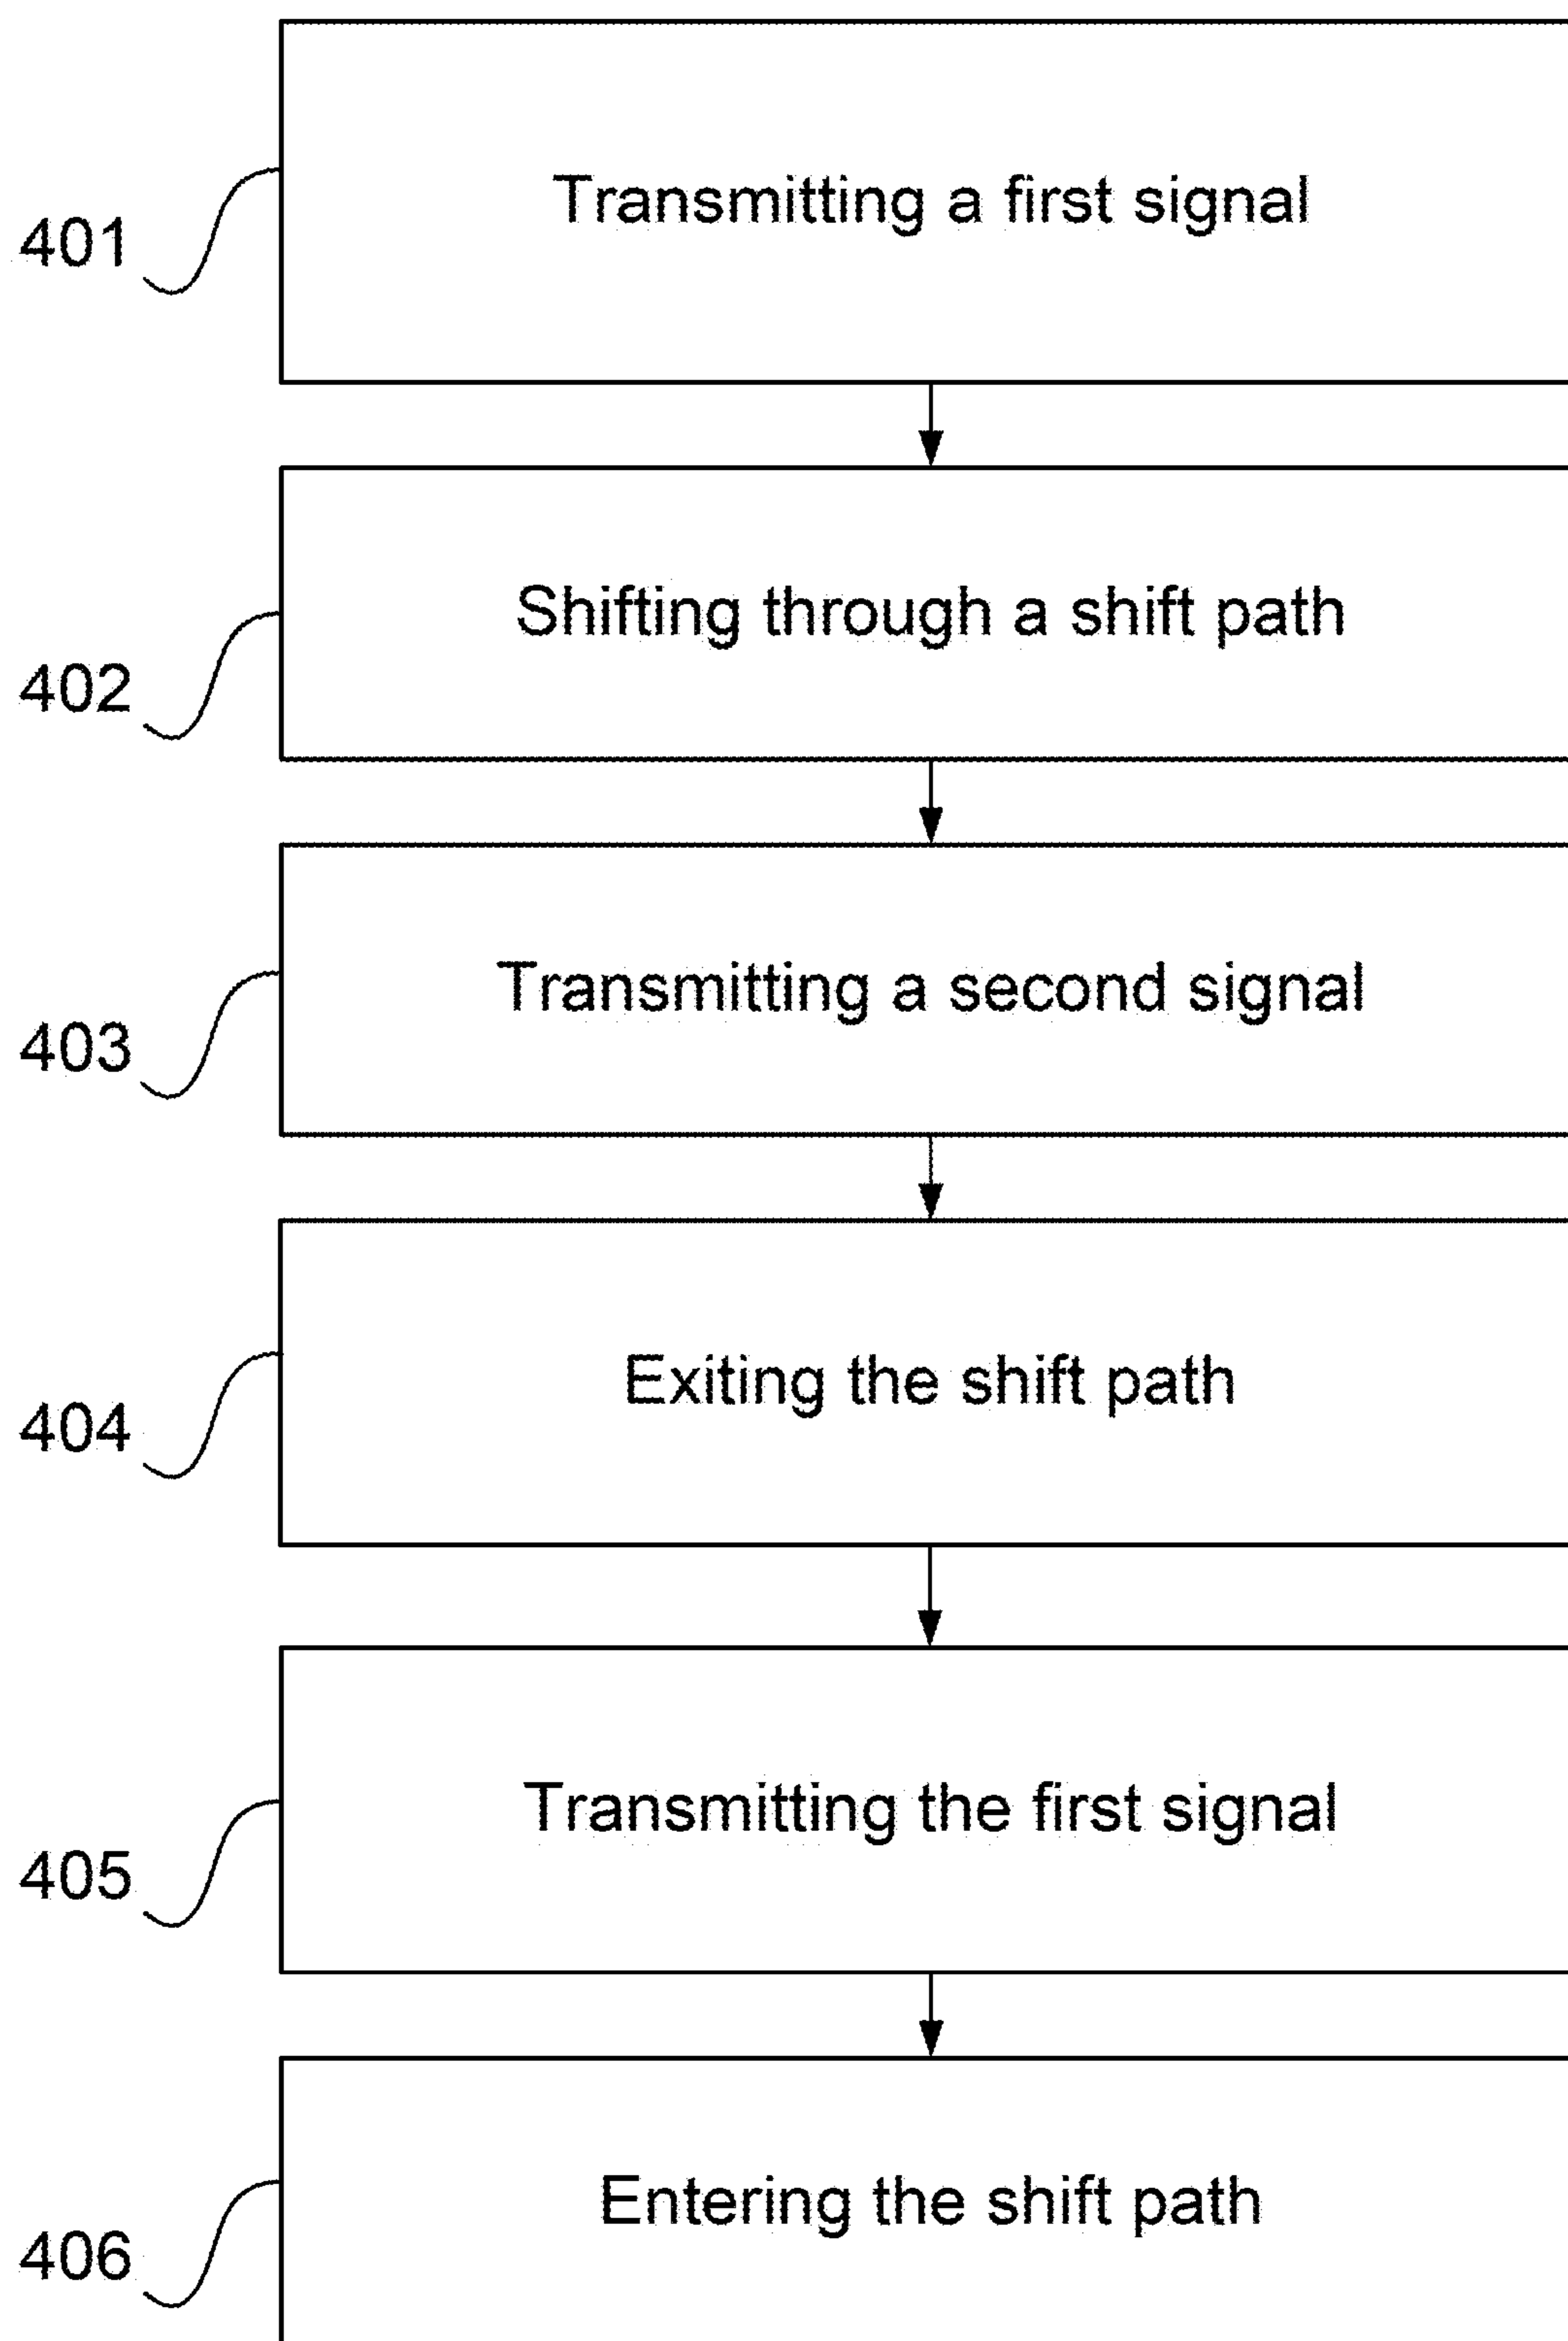 Transmitting a first signal
401
Shifting through a shift path
402
Transmitting a second signal
403
Exiting the shift path
404
Transmitting the first signal
405
Entering the shift path
406